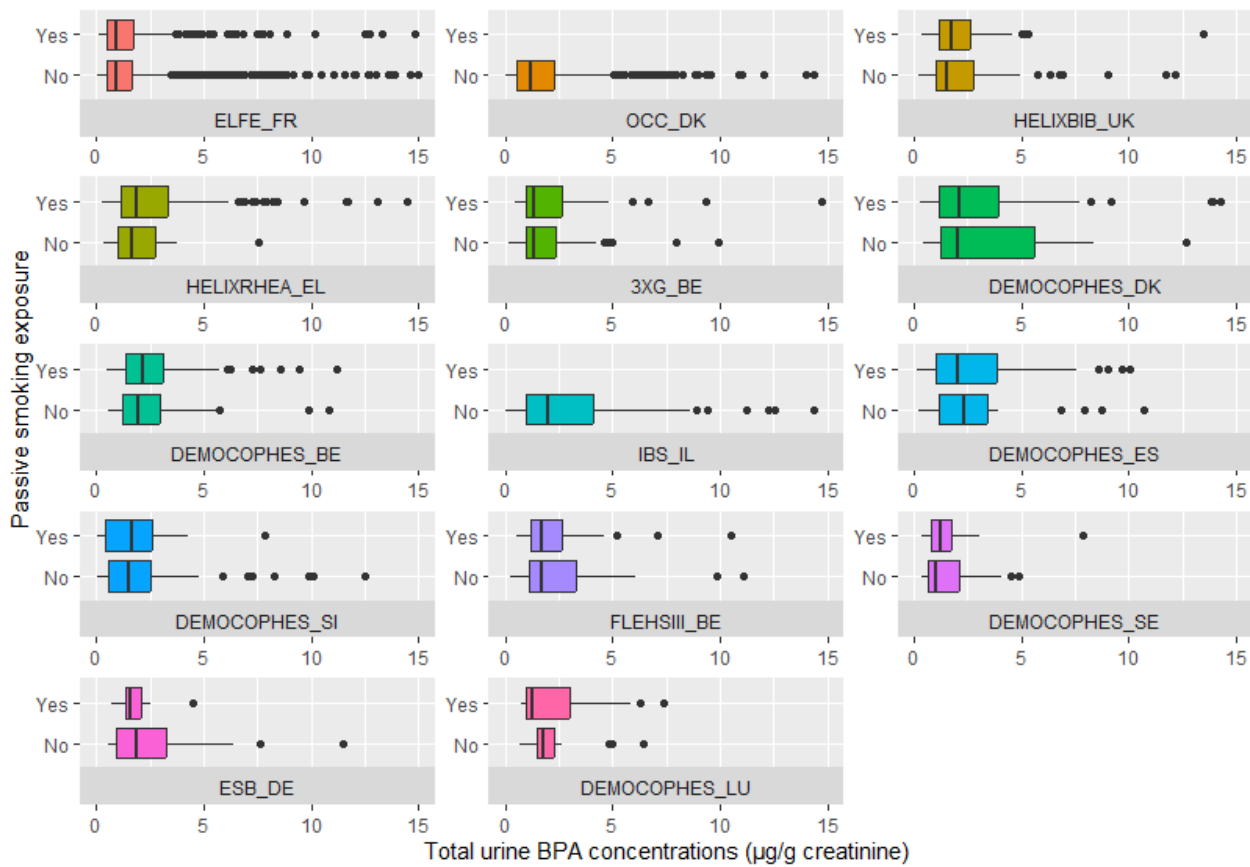 Passive smoking exposure
Yes
No
ELFE_FR
0 5 10 15
Yes
No
OCC_DK
0 5 10 15
Yes
No
HELIXBIB_UK
0 5 10 15
Yes
No
HELIXRHEA_EL
0 5 10 15
Yes
No
3XG_BE
0 5 10 15
Yes
No
DEMOCOPHES_DK
0 5 10 15
Yes
No
DEMOCOPHES_BE
0 5 10 15
Yes
No
IBS_IL
0 5 10 15
Yes
No
DEMOCOPHES_ES
0 5 10 15
Yes
No
DEMOCOPHES_SI
0 5 10 15
Yes
No
FLEHSIII_BE
0 5 10 15
Yes
No
DEMOCOPHES_SE
0 5 10 15
Yes
No
ESB_DE
0 5 10 15
Yes
No
DEMOCOPHES_LU
0 5 10 15
Total urine BPA concentrations (µg/g creatinine)